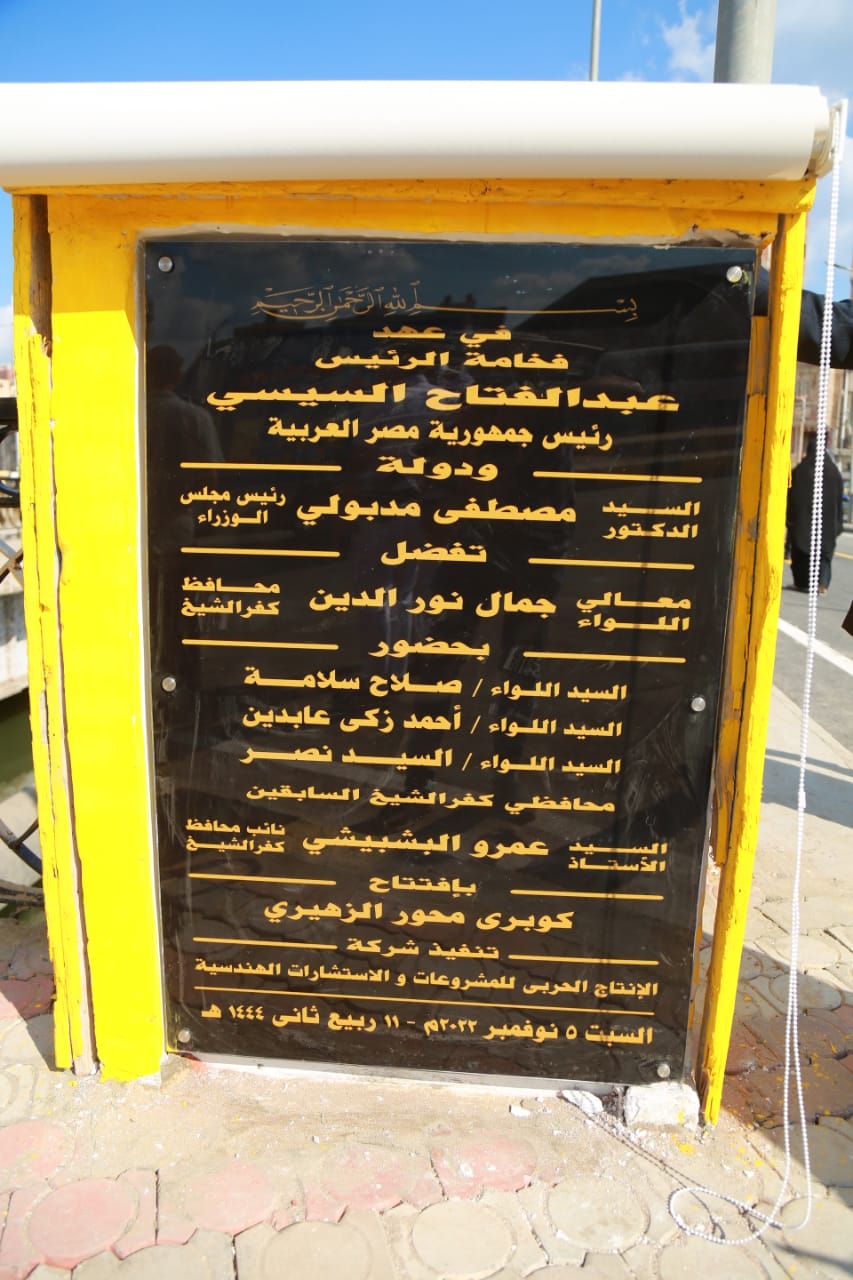 بسم الله الرحمن الرحيم
في عهد
فخامة الرئيس
عبدالفتاح السيسي
رئيس جمهورية مصر العربية
ودولة
السيد الدكتور مصطفى مدبولي رئيس مجلس الوزراء
تفضل
معالي اللواء جمال نور الدين محافظ كفرالشيخ
بحضور
السيد اللواء / صلاح سلامة
السيد اللواء / أحمد زكى عابدين
السيد اللواء / السيد نصر
محافظي كفرالشيخ السابقين
السيد الأستاذ عمرو البشبيشي نائب محافظ كفرالشيخ
بإفتتاح
كوبرى محور الزهيري
تنفيذ شركة
الإنتاج الحربى للمشروعات و الاستشارات الهندسية
السبت ٥ نوفمبر ٢٠٢٢م - ١١ ربيع ثانى ١٤٤٤ هـ